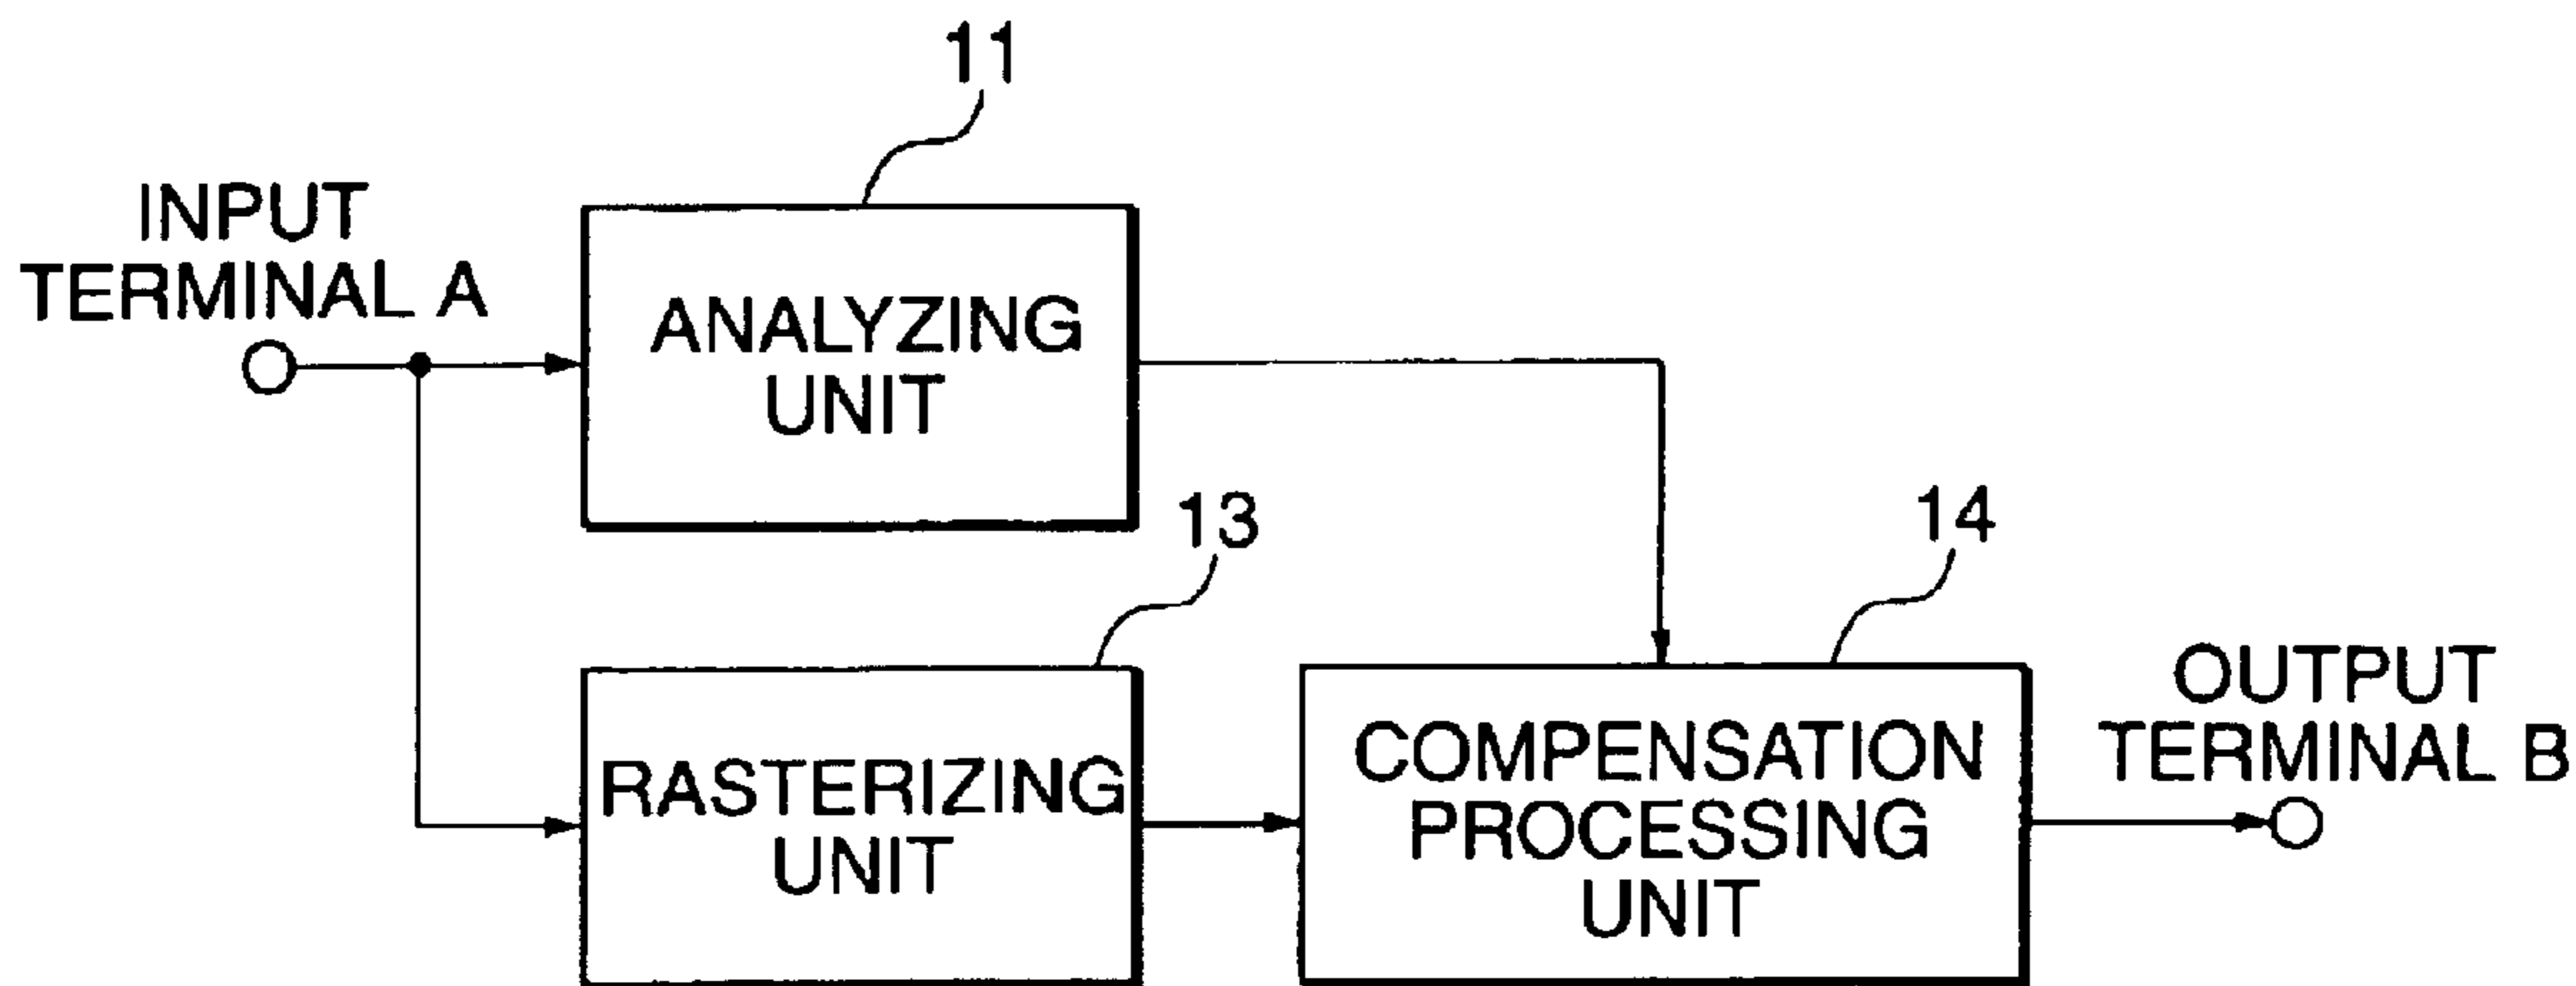 11
INPUT
TERMINAL A
ANALYZING
UNIT
13
14
RASTERIZING
UNIT
COMPENSATION
PROCESSING
UNIT
OUTPUT
TERMINAL B